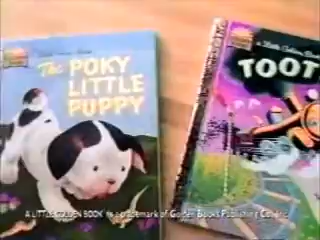 The POKY
LITTLE
PUPPY
a Little Golden Book
TOOT
A LITTLE GOLDEN BOOK is a trademark of Golden Books Publishing Co., Inc.